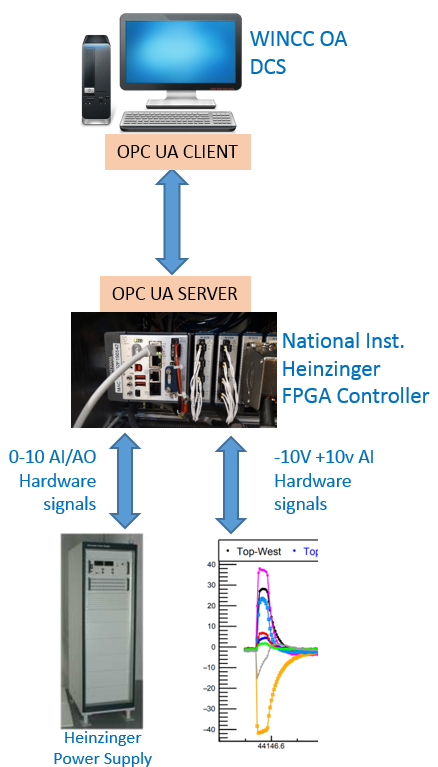 WINCC OA
DCS
OPC UA CLIENT
OPC UA SERVER
National Inst.
Heinzinger
FPGA Controller
0-10 AI/AO
Hardware
signals
-10V +10v AI
Hardware
signals
• Top-West • Top
40
30
20
10
0
-10
-20
-30
-40
44146.6
Heinzinger
Power Supply